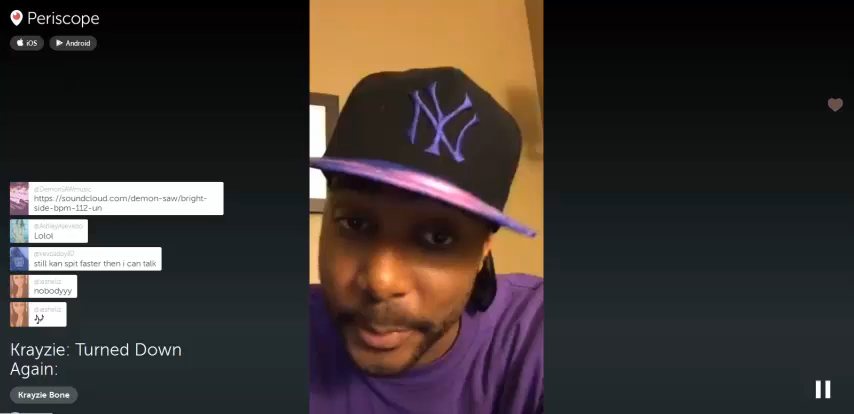 Periscope
iOS
Android
NY
https://soundcloud.com/demon-saw/bright-
side-bpm-112-un
Lolol
still kan spit faster then i can talk
nobodyyy
Krayzie: Turned Down
Again:
Krayzie Bone